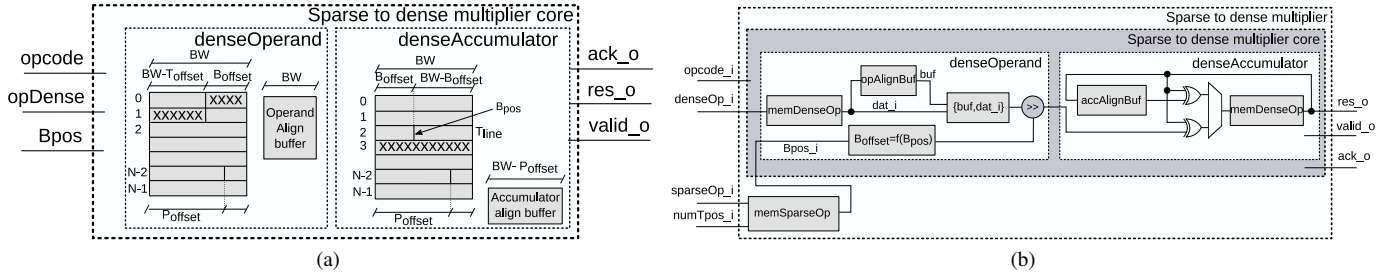 Sparse to dense multiplier core
denseOperand
denseAccumulator
opcode
opDense
Bpos
BW
BW-Toffset
Boffset
BW
0
XXXX
1
XXXXXX
2
N-2
N-1
Poffset
Operand
Align
buffer
BW
Boffset
BW-Boffset
0
1
Bpos
2
Tline
3
XXXXXXXXXXX
N-2
N-1
Poffset
BW- Poffset
Accumulator
align buffer
ack_o
res_o
valid_o
(a)
Sparse to dense multiplier
Sparse to dense multiplier core
denseOperand
denseAccumulator
opcode_i
denseOp_i
memDenseOp
opAlignBuf
buf
dat_i
{buf,dat_i}
>>
Bpos_i
Boffset=f(Bpos)
accAlignBuf
memDenseOp
res_o
valid_o
ack_o
sparseOp_i
numTpos_i
memSparseOp
(b)